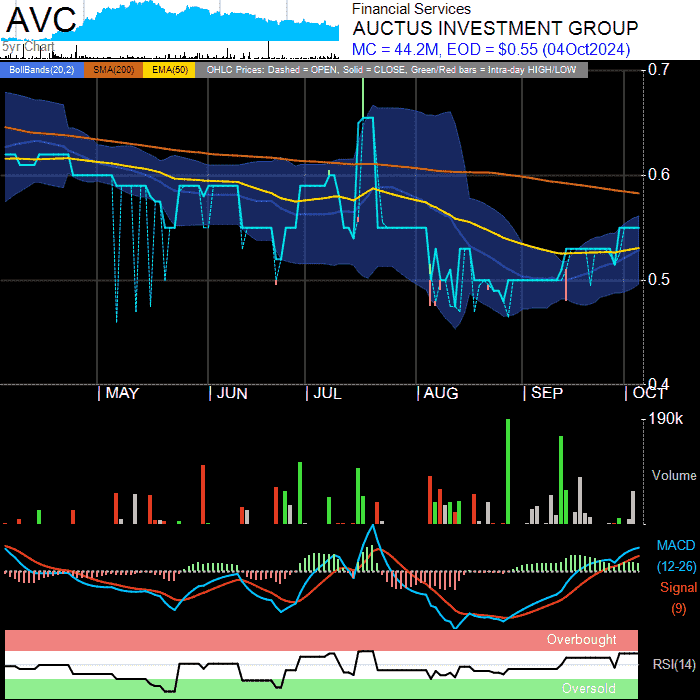 AVC
5yr Chart
Financial Services
AUCTUS INVESTMENT GROUP
MC = 44.2M, EOD = $0.55 (04Oct2024)
BollBands(20,2) SMA(200) EMA(50) OHLC Prices: Dashed = OPEN, Solid = CLOSE, Green/Red bars = Intra-day HIGH/LOW
0.7
0.6
0.5
0.4
MAY JUN JUL AUG SEP OCT
190k
Volume
MACD
(12-26)
Signal
(9)
Overbought
RSI(14)
Oversold